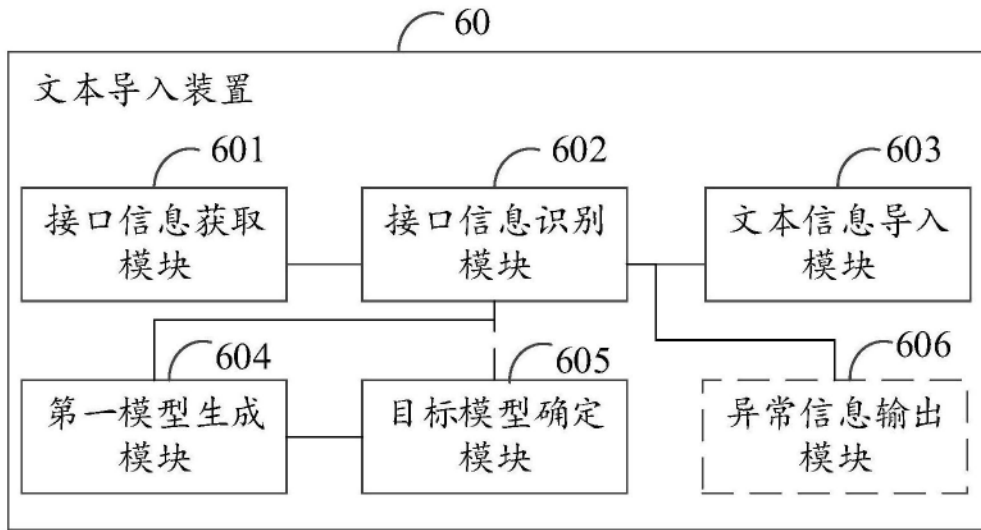 60
文本导入装置
601
602
603
接口信息获取
模块
接口信息识别
模块
文本信息导入
模块
604
605
606
第一模型生成
模块
目标模型确定
模块
异常信息输出
模块